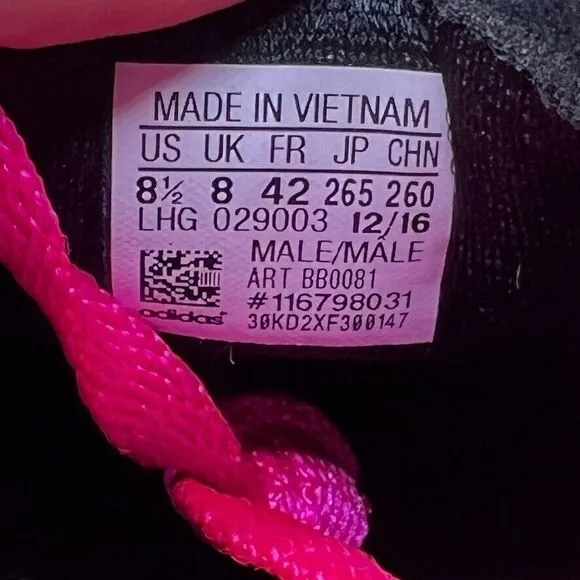 MADE IN VIETNAM
US UK FR JP CHN
8½ 8 42 265 260
LHG 029003 12/16
MALE/MÂLE
ART BB0081
#116798031
adidas 30KD2XF300147